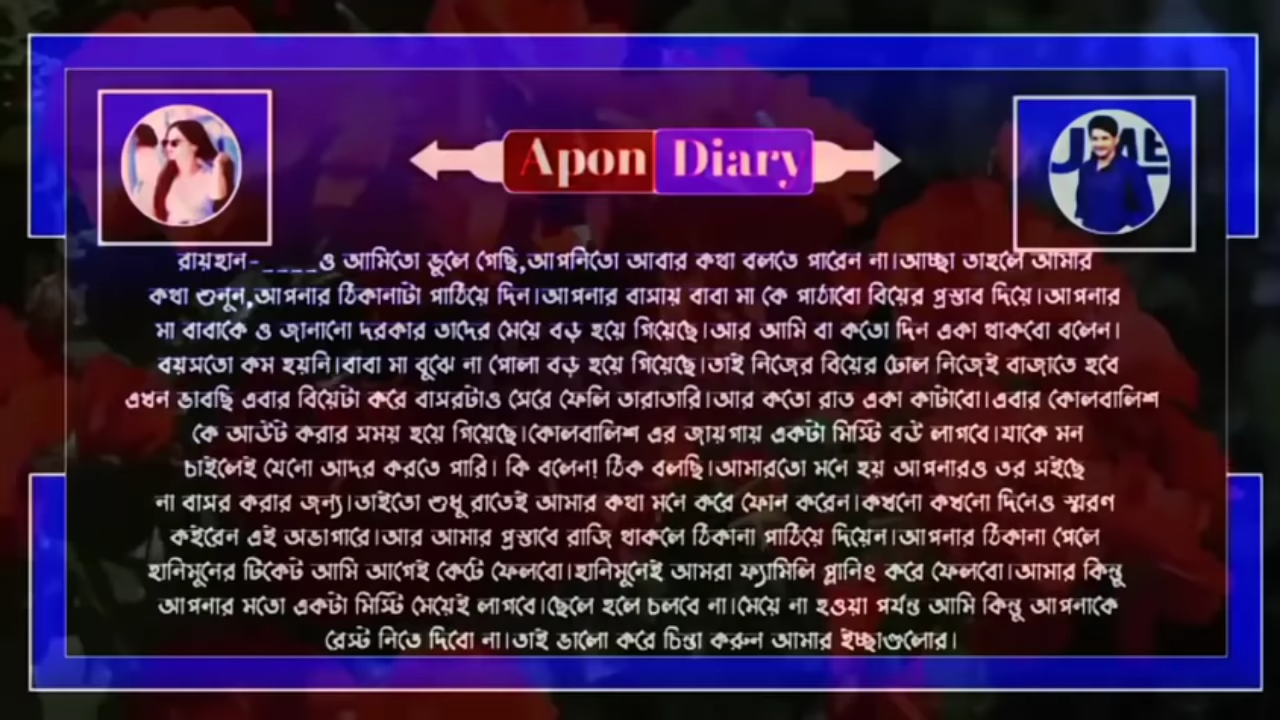 Apon Diary
রায়হান-____ও আমিতো ভুলে গেছি,আপনিতো আবার কথা বলতে পারেন না।আচ্ছা তাহলে আমার
কথা শুনুন,আপনার ঠিকানাটা পাঠিয়ে দিন।আপনার বাসায় বাবা মা কে পাঠাবো বিয়ের প্রস্তাব দিয়ে।আপনার
মা বাবাকে ও জানানো দরকার তাদের মেয়ে বড় হয়ে গিয়েছে।আর আমি বা কতো দিন একা থাকবো বলেন।
বয়সতো কম হয়নি।বাবা মা বুঝে না পোলা বড় হয়ে গিয়েছে।তাই নিজের বিয়ের ঢোল নিজেই বাজাতে হবে
এখন ভাবছি এবার বিয়েটা করে বাসরটাও সেরে ফেলি তারাতারি।আর কতো রাত একা কাটাবো।এবার কোলবালিশ
কে আউট করার সময় হয়ে গিয়েছে।কোলবালিশ এর জায়গায় একটা মিস্টি বউ লাগবে।যাকে মন
চাইলেই যেনো আদর করতে পারি। কি বলেন! ঠিক বলছি।আমারতো মনে হয় আপনারও তর সইছে
না বাসর করার জন্য।তাইতো শুধু রাতেই আমার কথা মনে করে ফোন করেন।কখনো কখনো দিনেও স্মরণ
কইরেন এই অভাগারে।আর আমার প্রস্তাবে রাজি থাকলে ঠিকানা পাঠিয়ে দিয়েন।আপনার ঠিকানা পেলে
হানিমুনের টিকেট আমি আগেই কেটে ফেলবো।হানিমুনেই আমরা ফ্যামিলি প্লানিং করে ফেলবো।আমার কিন্তু
আপনার মতো একটা মিস্টি মেয়েই লাগবে।ছেলে হলে চলবে না।মেয়ে না হওয়া পর্যন্ত আমি কিন্তু আপনাকে
রেস্ট নিতে দিবো না।তাই ভালো করে চিন্তা করুন আমার ইচ্ছাগুলোর।